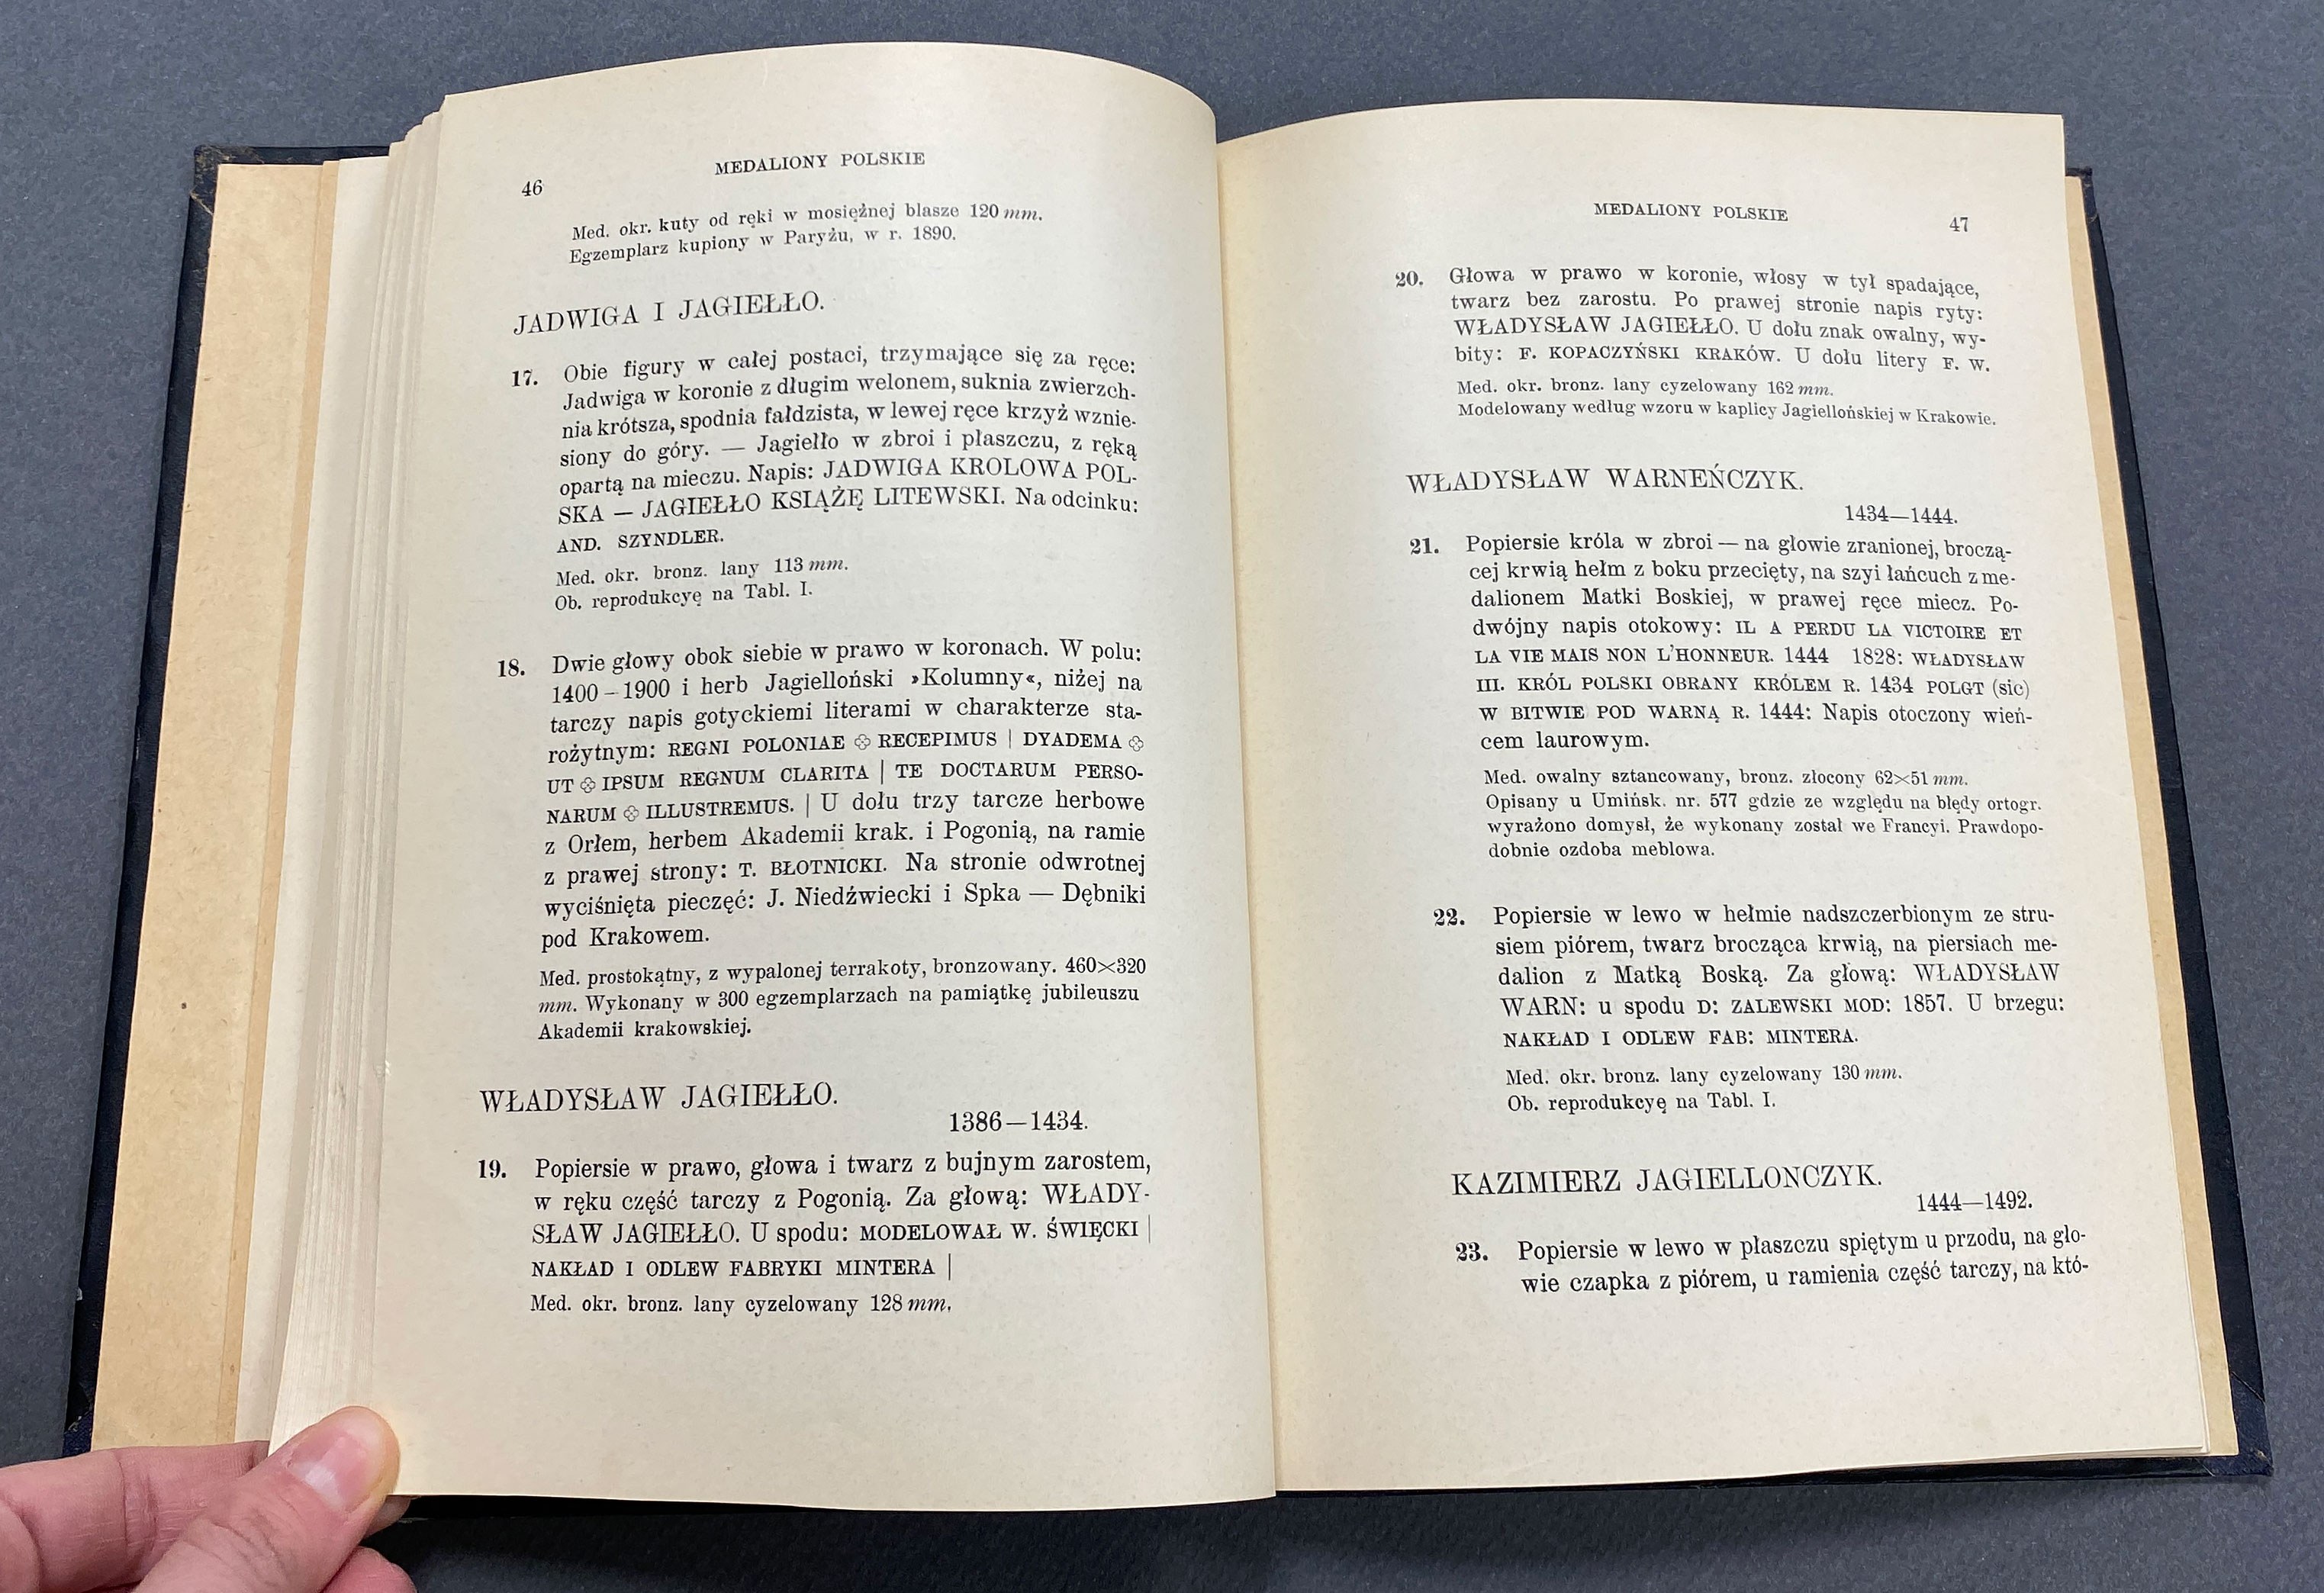 46
MEDALIONY POLSKIE
Med. okr. kuty od ręki w mosiężnej blasze 120 mm.
Egzemplarz kupiony w Paryżu, w r. 1890.
JADWIGA I JAGIEŁŁO.
17. Obie figury w całej postaci, trzymające się za ręce:
Jadwiga w koronie z długim welonem, suknia zwierzch-
nia krótsza, spodnia fałdzista, w lewej ręce krzyż wznie-
siony do góry. — Jagiełło w zbroi i płaszczu, z ręką
opartą na mieczu. Napis: JADWIGA KROLOWA POL-
SKA — JAGIEŁŁO KSIĄŻĘ LITEWSKI. Na odcinku:
AND. SZYNDLER.
Med. okr. bronz. lany 113 mm.
Ob. reprodukcyę na Tabl. I.
18. Dwie głowy obok siebie w prawo w koronach. W polu:
1400–1900 i herb Jagielloński »Kolumny«, niżej na
tarczy napis gotyckiemi literami w charakterze sta-
rożytnym: REGNI POLONIAE ✤ RECEPIMUS | DYADEMA ✤
UT ✤ IPSUM REGNUM CLARITA | TE DOCTARUM PERSO-
NARUM ✤ ILLUSTREMUS. | U dołu trzy tarcze herbowe
z Orłem, herbem Akademii krak. i Pogonią, na ramie
z prawej strony: T. BŁOTNICKI. Na stronie odwrotnej
wyciśnięta pieczęć: J. Niedźwiecki i Spka — Dębniki
pod Krakowem.
Med. prostokątny, z wypalonej terrakoty, bronzowany. 460×320
mm. Wykonany w 300 egzemplarzach na pamiątkę jubileuszu
Akademii krakowskiej.
WŁADYSŁAW JAGIEŁŁO.
1386—1434.
19. Popiersie w prawo, głowa i twarz z bujnym zarostem,
w ręku część tarczy z Pogonią. Za głową: WŁADY-
SŁAW JAGIEŁŁO. U spodu: MODELOWAŁ W. ŚWIĘCKI |
NAKŁAD I ODLEW FABRYKI MINTERA |
Med. okr. bronz. lany cyzelowany 128 mm.
MEDALIONY POLSKIE
47
20. Głowa w prawo w koronie, włosy w tył spadające,
twarz bez zarostu. Po prawej stronie napis ryty:
WŁADYSŁAW JAGIEŁŁO. U dołu znak owalny, wy-
bity: F. KOPACZYŃSKI KRAKÓW. U dołu litery F. W.
Med. okr. bronz. lany cyzelowany 162 mm.
Modelowany według wzoru w kaplicy Jagiellońskiej w Krakowie.
WŁADYSŁAW WARNEŃCZYK.
1434—1444.
21. Popiersie króla w zbroi — na głowie zranionej, broczą-
cej krwią hełm z boku przecięty, na szyi łańcuch z me-
dalionem Matki Boskiej, w prawej ręce miecz. Po-
dwójny napis otokowy: IL A PERDU LA VICTOIRE ET
LA VIE MAIS NON L'HONNEUR. 1444 1828: WŁADYSŁAW
III. KRÓL POLSKI OBRANY KRÓLEM R. 1434 POLGT (sic)
W BITWIE POD WARNĄ R. 1444: Napis otoczony wień-
cem laurowym.
Med. owalny sztancowany, bronz. złocony 62×51 mm.
Opisany u Umińsk. nr. 577 gdzie ze względu na błędy ortogr.
wyrażono domysł, że wykonany został we Francyi. Prawdopo-
dobnie ozdoba meblowa.
22. Popiersie w lewo w hełmie nadszczerbionym ze stru-
siem piórem, twarz brocząca krwią, na piersiach me-
dalion z Matką Boską. Za głową: WŁADYSŁAW
WARN: u spodu D: ZALEWSKI MOD: 1857. U brzegu:
NAKŁAD I ODLEW FAB: MINTERA.
Med. okr. bronz. lany cyzelowany 130 mm.
Ob. reprodukcyę na Tabl. I.
KAZIMIERZ JAGIELLONCZYK.
1444—1492.
23. Popiersie w lewo w płaszczu spiętym u przodu, na gło-
wie czapka z piórem, u ramienia część tarczy, na któ-